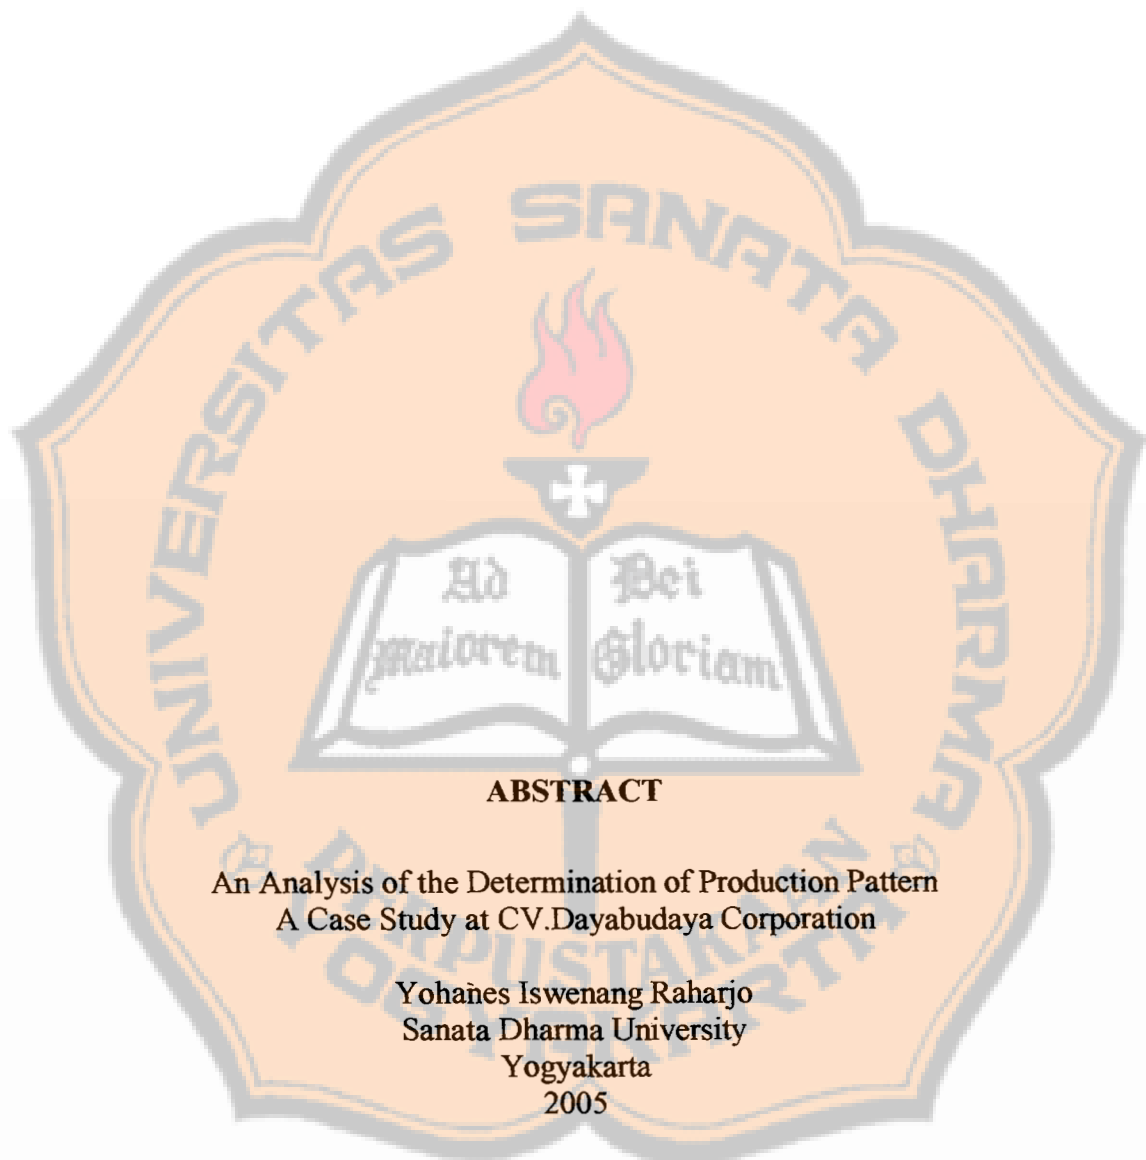 UNIVERSITAS SANATA DHARMA
Ad Dei
maiorem Gloriam
ABSTRACT
PERPUSTAKAAN
YOGYAKARTA
An Analysis of the Determination of Production Pattern
A Case Study at CV.Dayabudaya Corporation
Yohanes Iswenang Raharjo
Sanata Dharma University
Yogyakarta
2005